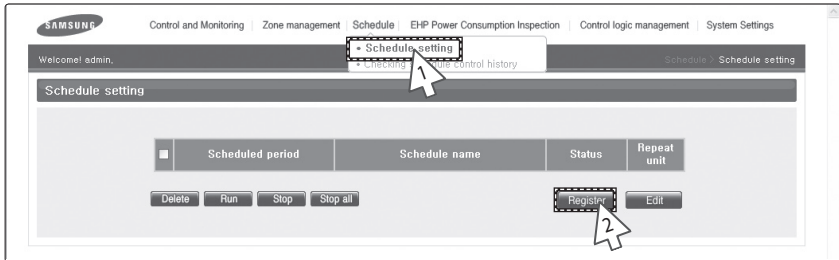 SAMSUNG Control and Monitoring Zone management Schedule EHP Power Consumption Inspection Control logic management System Settings
• Schedule setting
Welcome! admin, • Checking schedule control history Schedule > Schedule setting
1
Schedule setting
Scheduled period Schedule name Status Repeat unit
Delete Run Stop Stop all Register Edit
2